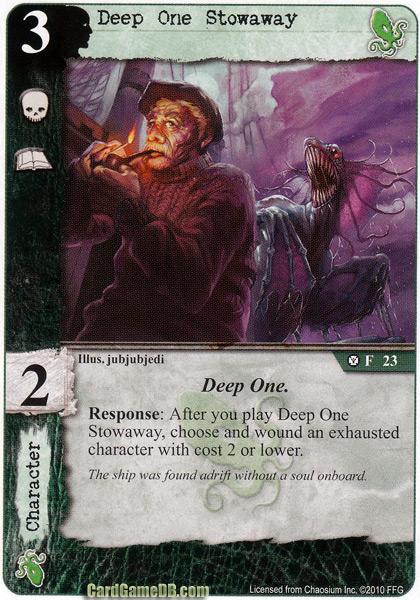 3
Deep One Stowaway
Illus. jubjubjedi
F 23
2
Deep One.
Response: After you play Deep One
Stowaway, choose and wound an exhausted
character with cost 2 or lower.
The ship was found adrift without a soul onboard.
Character
CardGameDB.com
Licensed from Chaosium Inc. ©2010 FFG